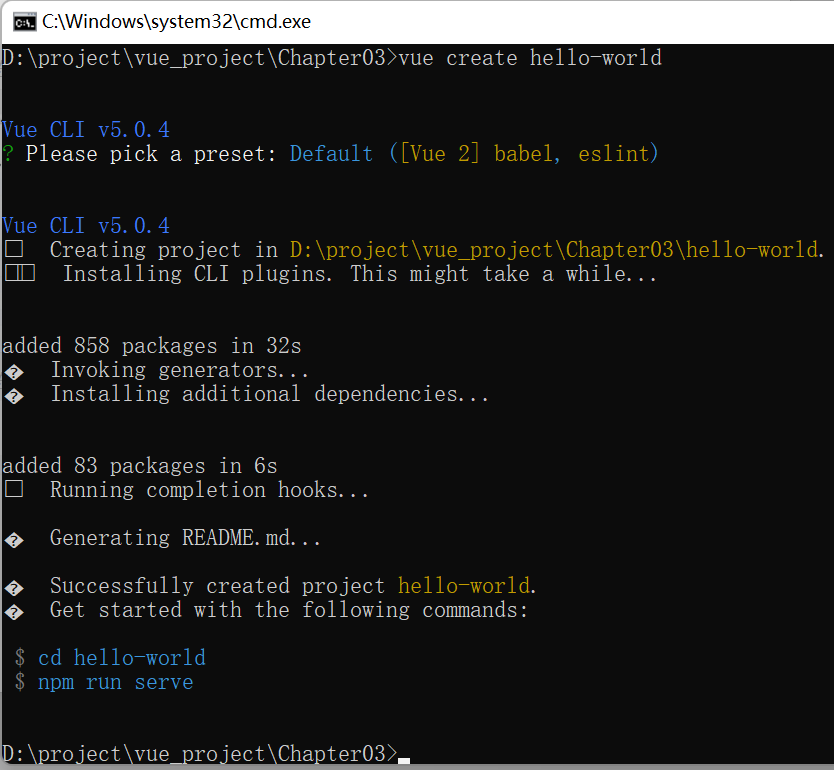 C:\Windows\system32\cmd.exe
D:\project\vue_project\Chapter03>vue create hello-world
Vue CLI v5.0.4
? Please pick a preset: Default ([Vue 2] babel, eslint)
Vue CLI v5.0.4
□  Creating project in D:\project\vue_project\Chapter03\hello-world.
□□  Installing CLI plugins. This might take a while...
added 858 packages in 32s
�  Invoking generators...
�  Installing additional dependencies...
added 83 packages in 6s
□  Running completion hooks...
�  Generating README.md...
�  Successfully created project hello-world.
�  Get started with the following commands:
$ cd hello-world
$ npm run serve
D:\project\vue_project\Chapter03>